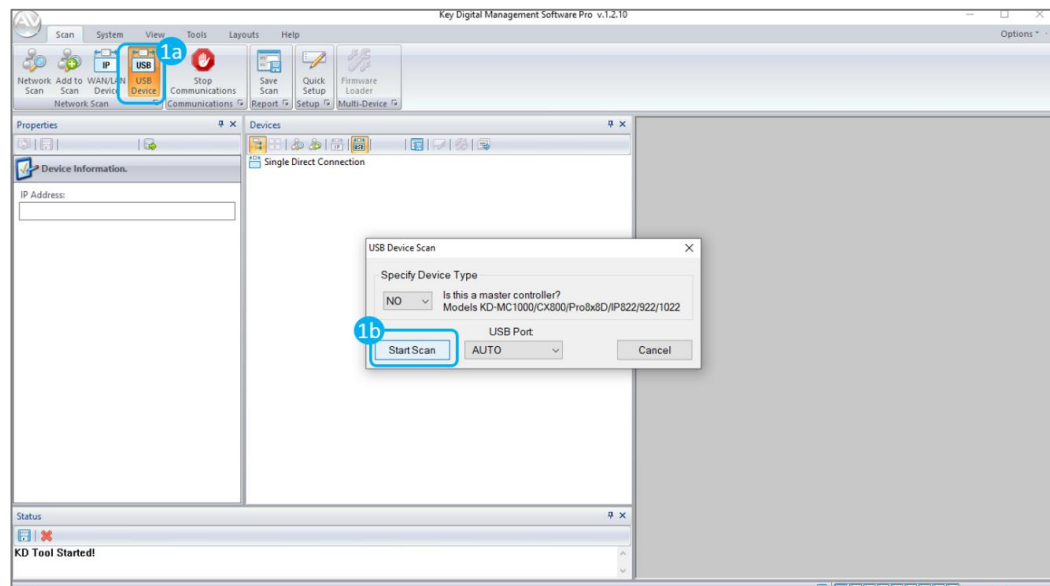 Key Digital Management Software Pro v.1.2.10
Scan System View Tools Layouts Help Options
1a
Network Scan
Add to Scan
WAN/LAN Device
IP
USB
USB Device
Stop Communications
Save Scan
Quick Setup
Firmware Loader
Network Scan Communications Report Setup Multi-Device
Properties
Devices
Device Information.
IP Address:
Single Direct Connection
USB Device Scan
Specify Device Type
NO
Is this a master controller?
Models KD-MC1000/CX800/Pro8x8D/IP822/922/1022
1b
USB Port
Start Scan AUTO Cancel
Status
KD Tool Started!